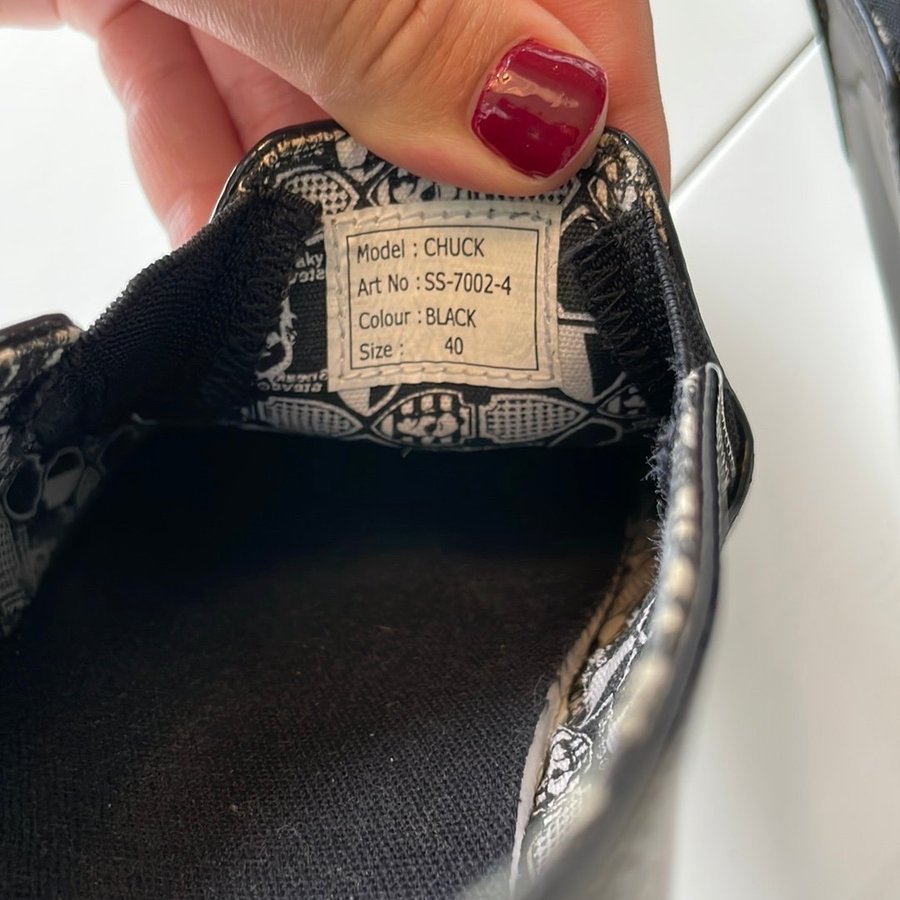 Model : CHUCK
Art No : SS-7002-4
Colour : BLACK
Size : 40